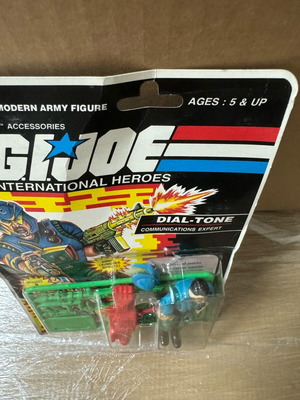 MODERN ARMY FIGURE
AGES : 5 & UP
ACCESSORIES
G.I.JOE
INTERNATIONAL HEROES
DIAL-TONE
COMMUNICATIONS EXPERT